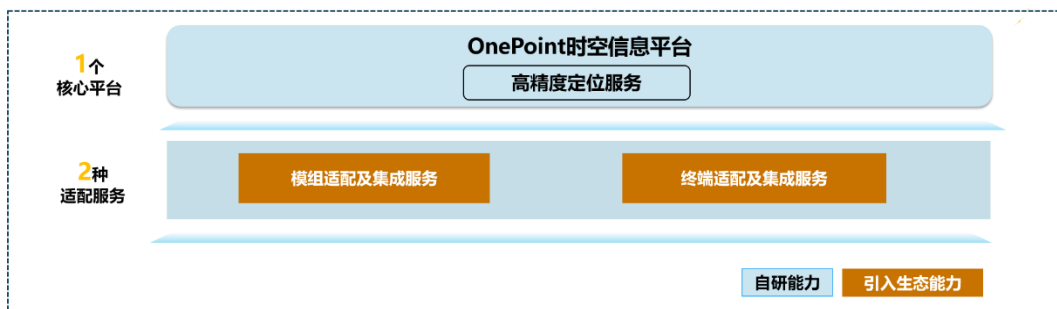 1个
核心平台
OnePoint时空信息平台
高精度定位服务
2种
适配服务
模组适配及集成服务
终端适配及集成服务
自研能力
引入生态能力